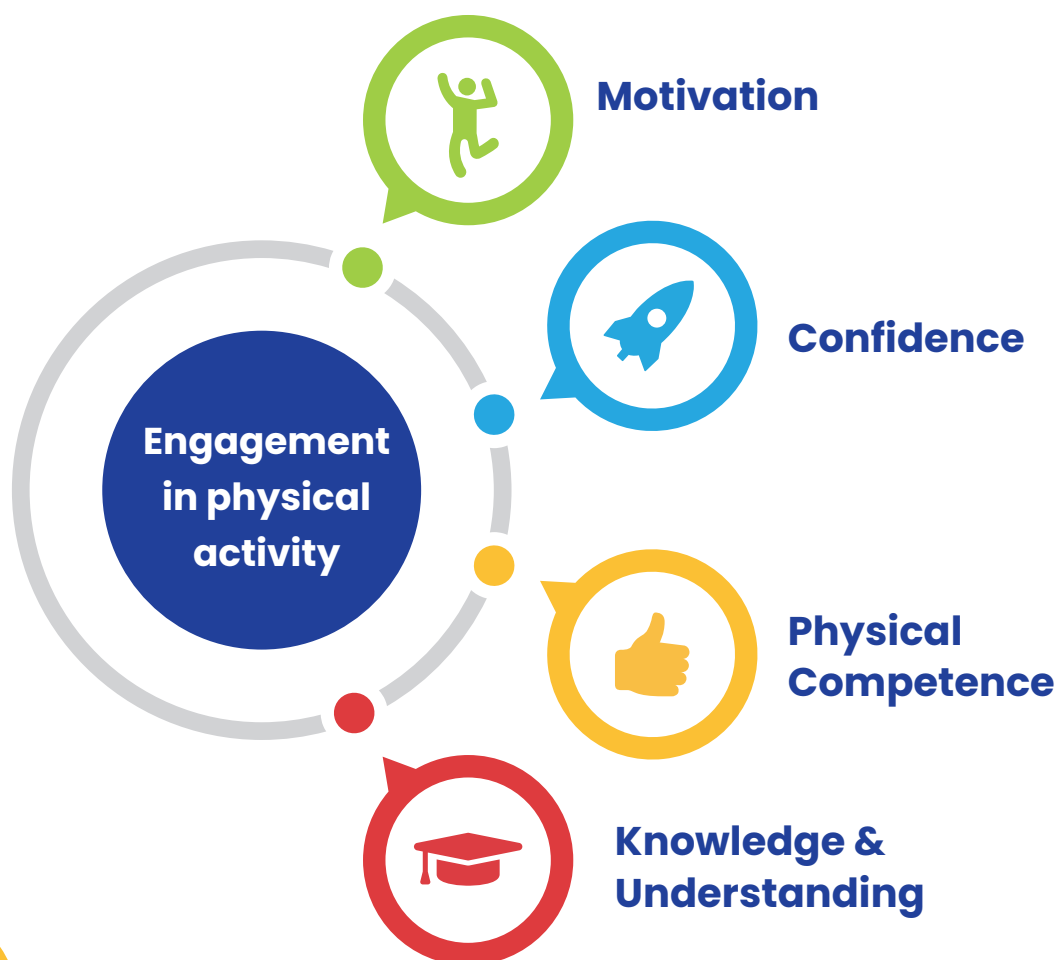 Motivation
Confidence
Engagement
in physical
activity
Physical
Competence
Knowledge &
Understanding